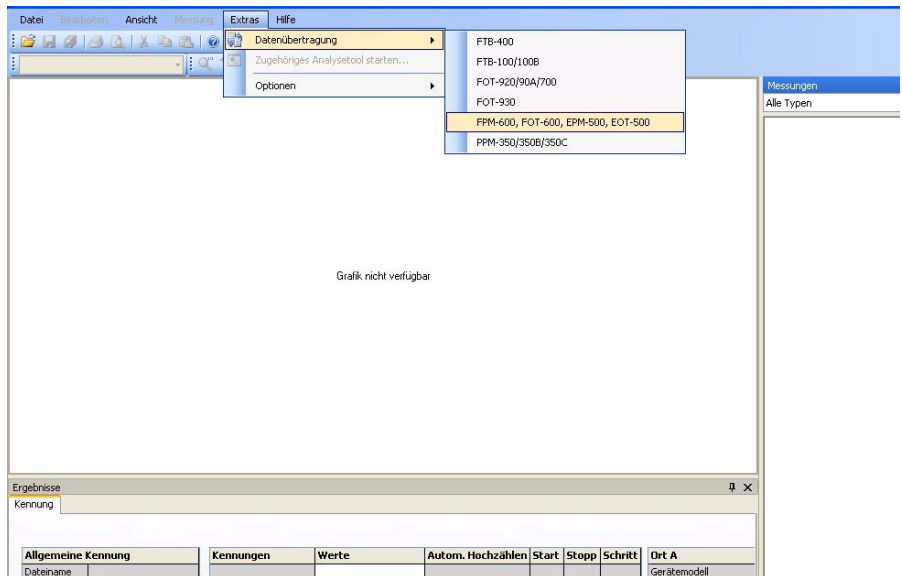 Datei Bearbeiten Ansicht Messung Extras Hilfe
Datenübertragung
Zugehöriges Analysetool starten...
Optionen
FTB-400
FTB-100/100B
FOT-920/90A/700
FOT-930
FPM-600, FOT-600, EPM-500, EOT-500
PPM-350/350B/350C
Messungen
Alle Typen
Grafik nicht verfügbar
Ergebnisse
Kennung
Allgemeine Kennung Kennungen Werte Autom. Hochzählen Start Stopp Schritt Ort A
Dateiname Gerätemodell